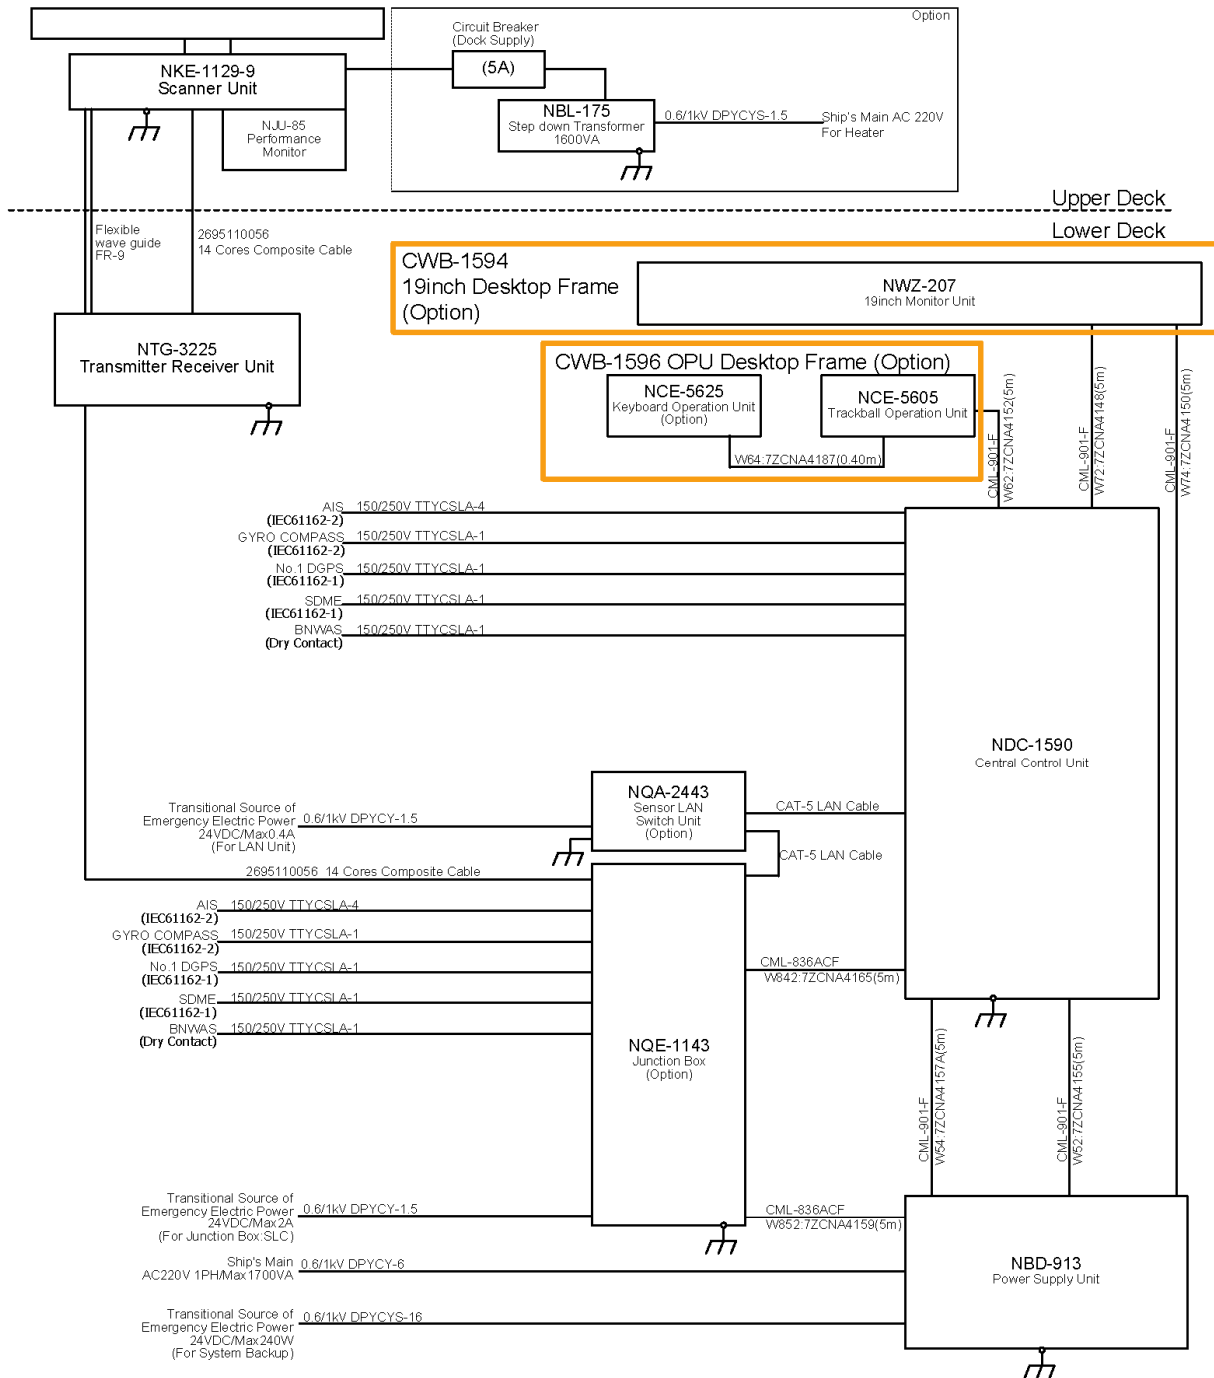 Option
Circuit Breaker
(Dock Supply)
(5A)
NKE-1129-9
Scanner Unit
NJU-85
Performance
Monitor
NBL-175
Step down Transformer
1600VA
0.6/1kV DPYCYS-1.5
Ship's Main AC 220V
For Heater
Upper Deck
Lower Deck
Flexible
wave guide
FR-9
2695110056
14 Cores Composite Cable
CWB-1594
19inch Desktop Frame
(Option)
NWZ-207
19inch Monitor Unit
NTG-3225
Transmitter Receiver Unit
CWB-1596 OPU Desktop Frame (Option)
NCE-5625
Keyboard Operation Unit
(Option)
NCE-5605
Trackball Operation Unit
W64:7ZCNA4187(0.40m)
CML-901-F
W62:7ZCNA4152(5m)
CML-901-F
W72:7ZCNA4148(5m)
CML-901-F
W74:7ZCNA4150(5m)
AIS 150/250V TTYCSLA-4
(IEC61162-2)
GYRO COMPASS 150/250V TTYCSLA-1
(IEC61162-2)
No.1 DGPS 150/250V TTYCSLA-1
(IEC61162-1)
SDME 150/250V TTYCSLA-1
(IEC61162-1)
BNWAS 150/250V TTYCSLA-1
(Dry Contact)
NDC-1590
Central Control Unit
NQA-2443
Sensor LAN
Switch Unit
(Option)
CAT-5 LAN Cable
CAT-5 LAN Cable
Transitional Source of
Emergency Electric Power 0.6/1kV DPYCY-1.5
24VDC/Max0.4A
(For LAN Unit)
2695110056 14 Cores Composite Cable
AIS 150/250V TTYCSLA-4
(IEC61162-2)
GYRO COMPASS 150/250V TTYCSLA-1
(IEC61162-2)
No.1 DGPS 150/250V TTYCSLA-1
(IEC61162-1)
SDME 150/250V TTYCSLA-1
(IEC61162-1)
BNWAS 150/250V TTYCSLA-1
(Dry Contact)
CML-836ACF
W842:7ZCNA4165(5m)
NQE-1143
Junction Box
(Option)
CML-901-F
W54:7ZCNA4157A(5m)
CML-901-F
W52:7ZCNA4155(5m)
Transitional Source of
Emergency Electric Power 0.6/1kV DPYCY-1.5
24VDC/Max2A
(For Junction Box:SLC)
CML-836ACF
W852:7ZCNA4159(5m)
Ship's Main 0.6/1kV DPYCY-6
AC220V 1PH/Max1700VA
NBD-913
Power Supply Unit
Transitional Source of 0.6/1kV DPYCYS-16
Emergency Electric Power
24VDC/Max240W
(For System Backup)